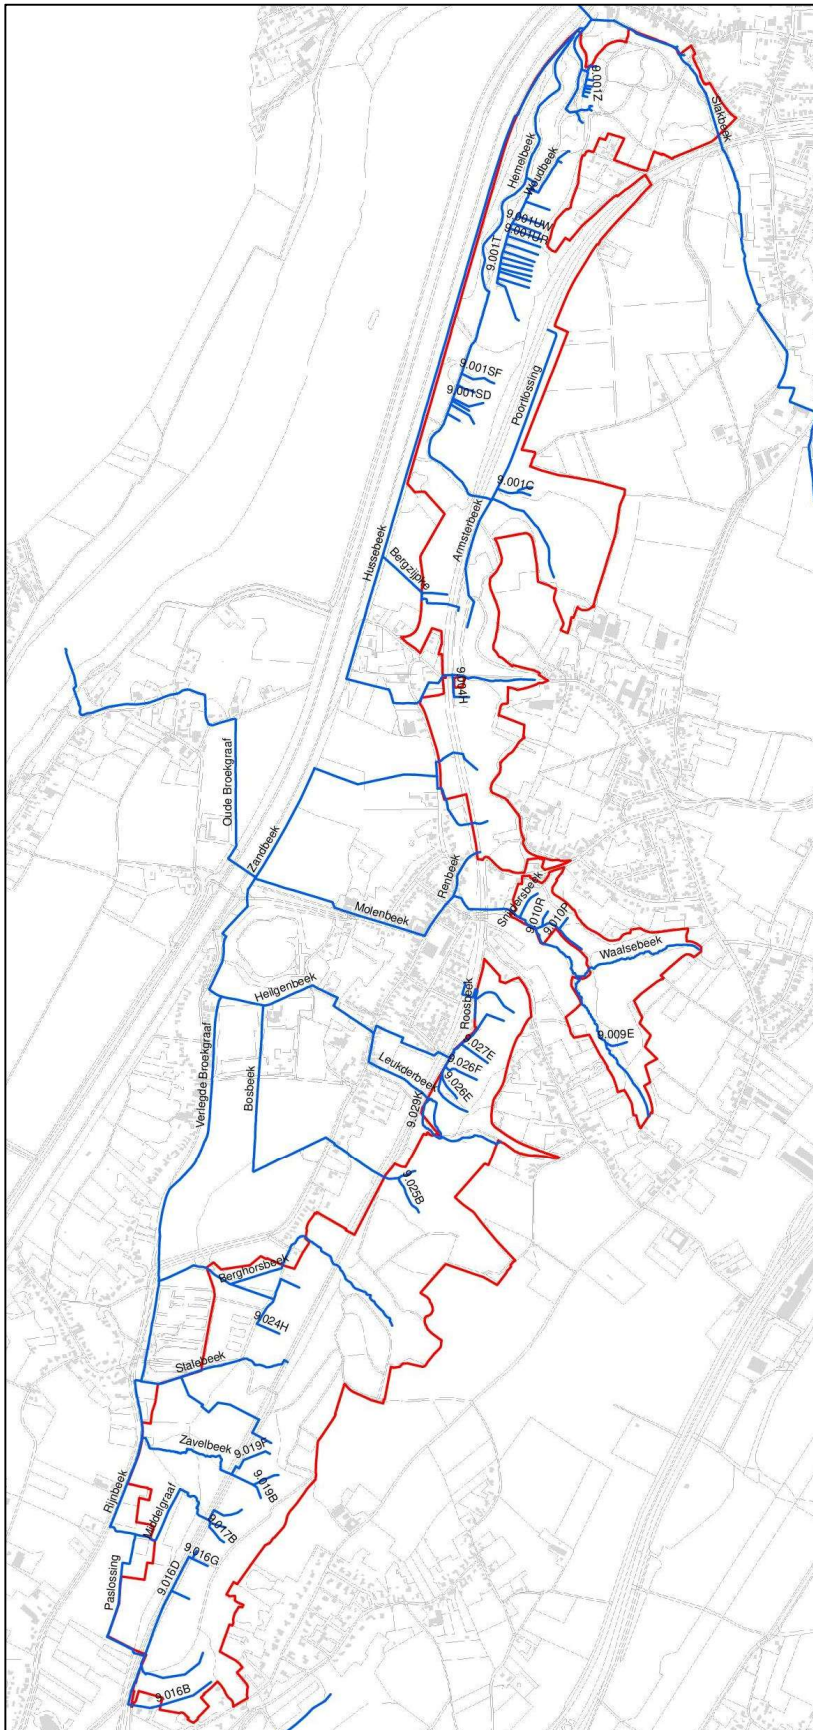 Slakbeek
9.001Z
Hemelbeek
Woudbeek
9.001UW
9.001UR
9.001T
9.001SF
9.001SD
Poortlossing
9.001C
Armsterbeek
Hussebeek
Bergzijpke
9.004H
Oude Broekgraaf
Zandbeek
Renbeek
Molenbeek
Snijdersbeek
9.010R
9.010P
Waalsebeek
Heilgenbeek
Roosbeek
9.009E
9.027E
9.026F
Leukderbeek
9.026E
Verlegde Broekgraaf
Bosbeek
9.029K
9.025B
Berghorsbeek
9.024H
Stalebeek
Zavelbeek
9.019F
9.019B
Rijnbeek
Middelgraaf
9.017B
9.016G
Paslossing
9.016D
9.016B